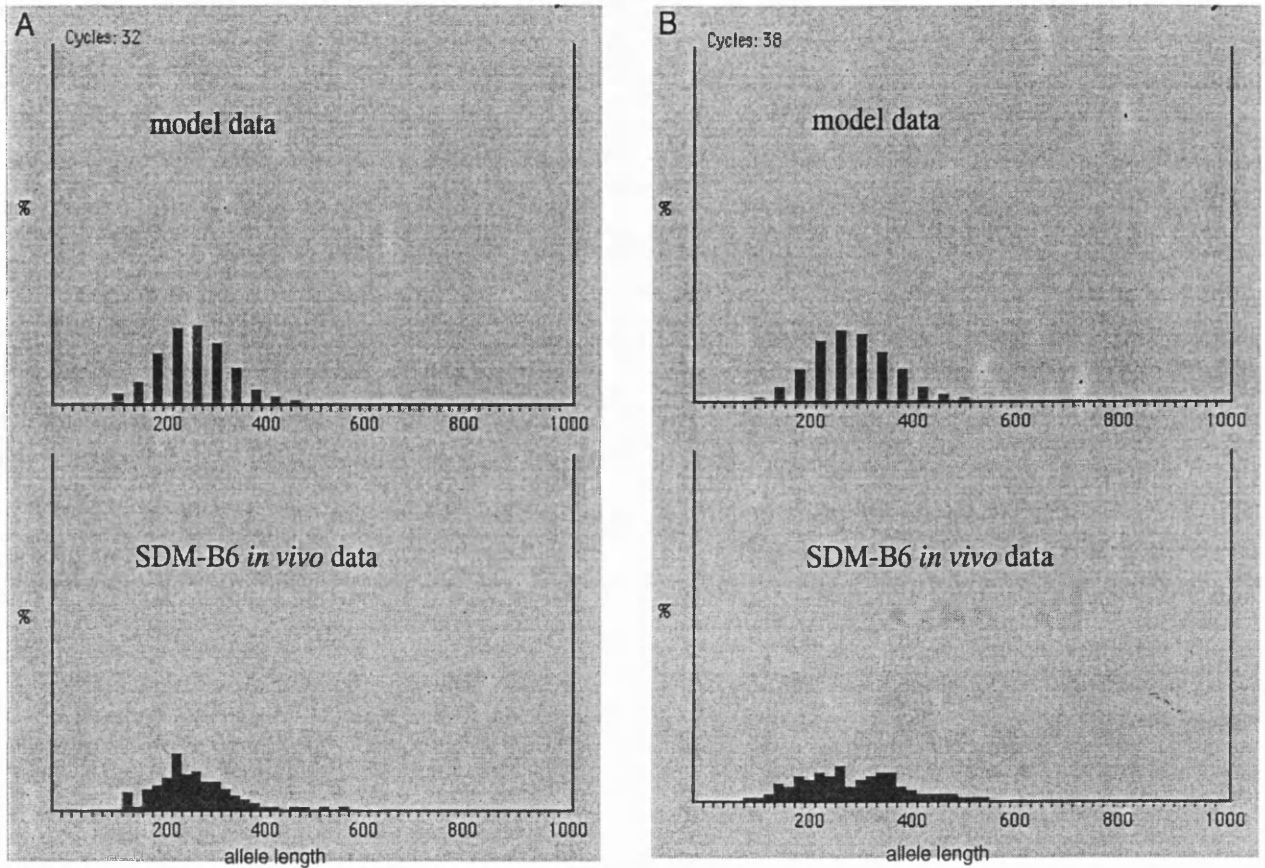 A
Cycles: 32
model data
%
200 400 600 800 1000
SDM-B6 in vivo data
%
200 400 600 800 1000
allele length
B
Cycles: 38
model data
%
200 400 600 800 1000
SDM-B6 in vivo data
%
200 400 600 800 1000
allele length